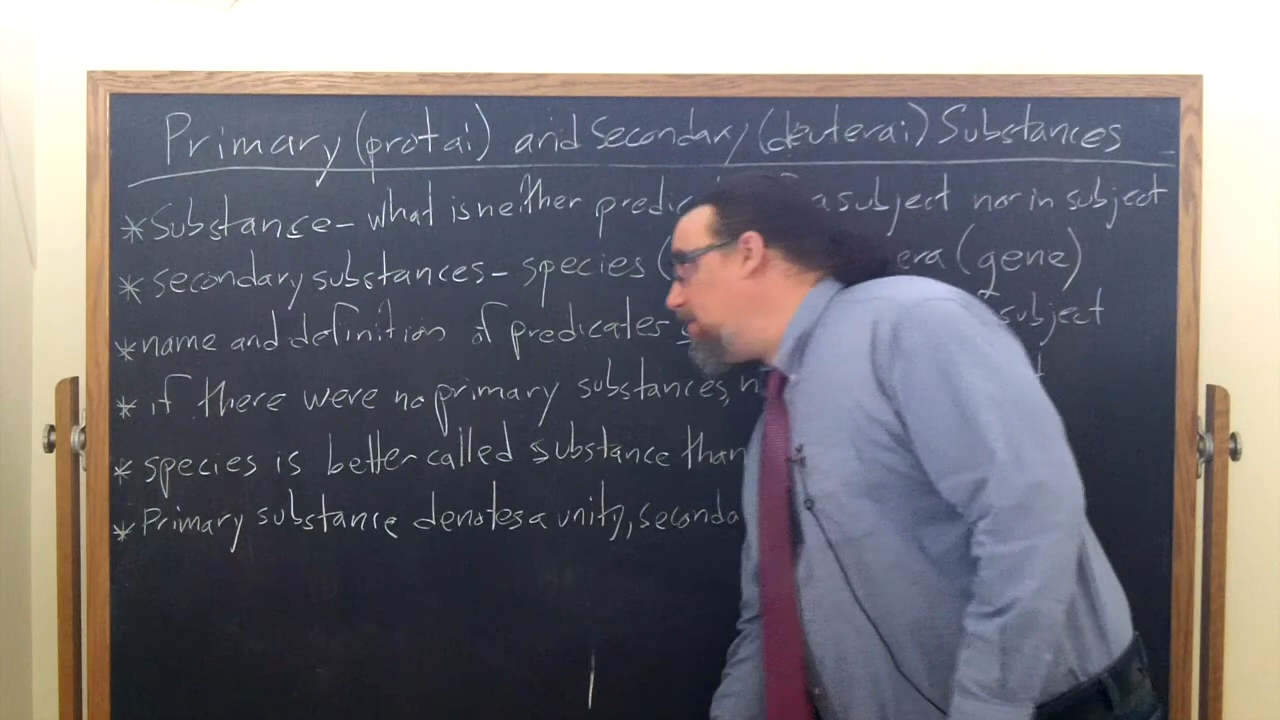 Primary (protai) and Secondary (deuterai) Substances
* Substance - what is neither predic a subject nor in subject
* secondary substances - species ( era (gene)
* name and definition of predicates subject
* if there were no primary substances, n
* species is better called substance than
* Primary substance denotes a unity, seconda